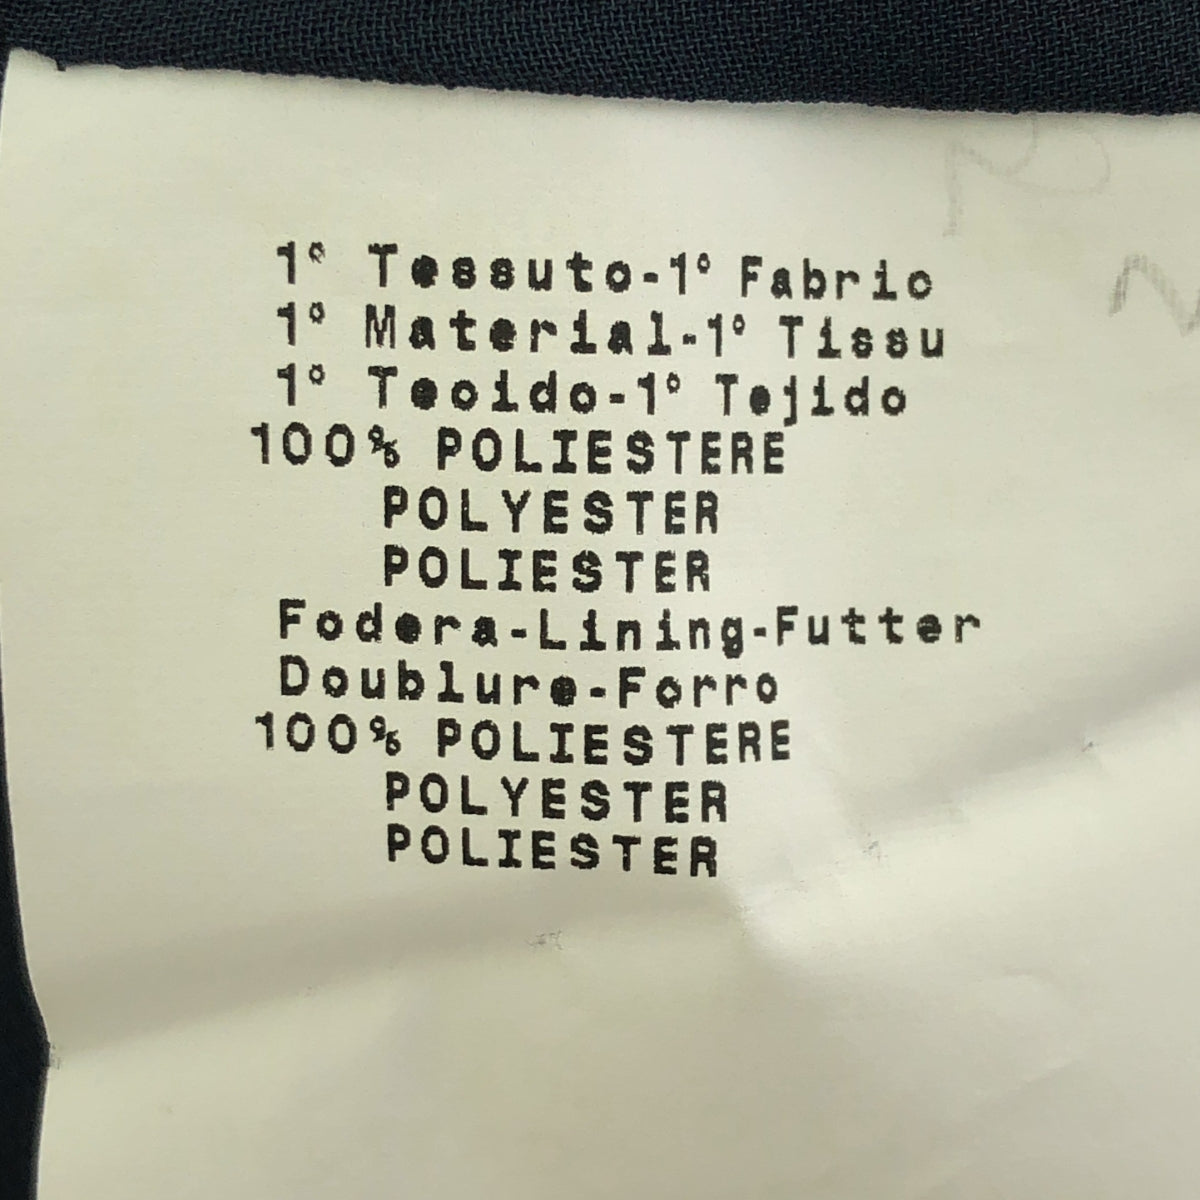 1° Tessuto-1° Fabric
1° Material-1° Tissu
1° Tecido-1° Tejido
100% POLIESTERE
POLYESTER
POLIESTER
Fodera-Lining-Futter
Doublure-Forro
100% POLIESTERE
POLYESTER
POLIESTER